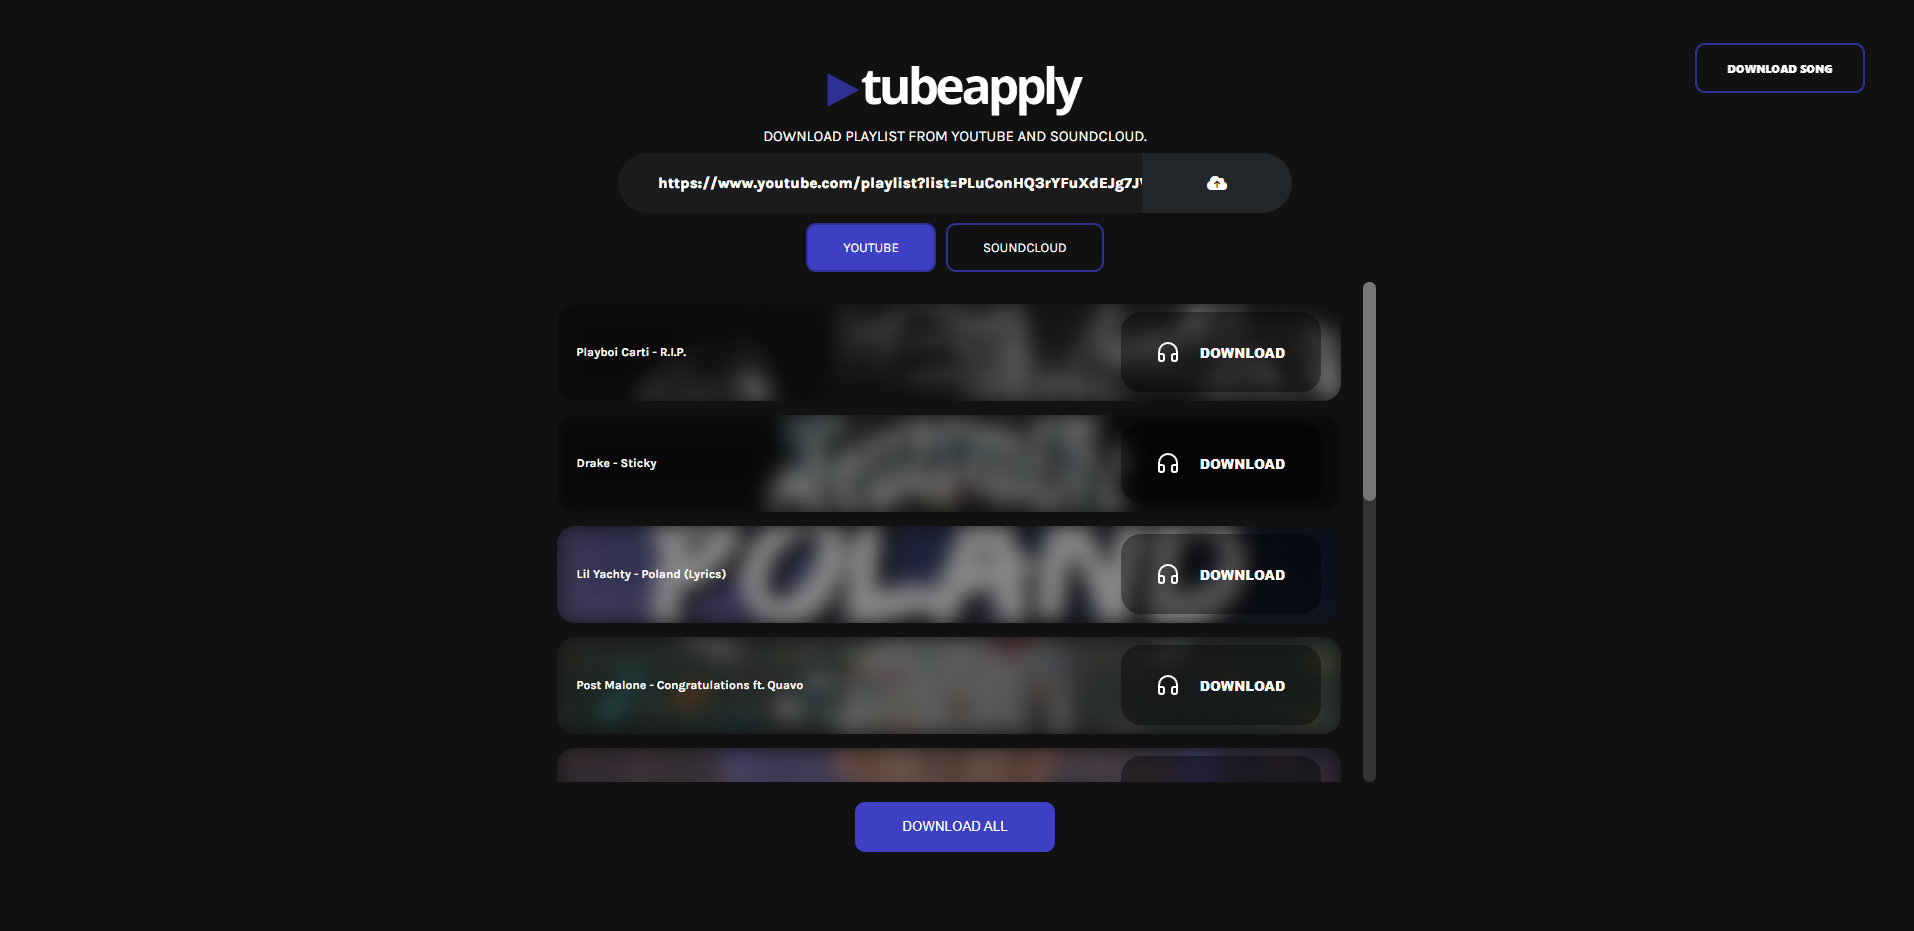 tubeapply
DOWNLOAD SONG
DOWNLOAD PLAYLIST FROM YOUTUBE AND SOUNDCLOUD.
https://www.youtube.com/playlist?list=PLuConHQ3rYFuXdEJg7J
YOUTUBE
SOUNDCLOUD
Playboi Carti - R.I.P.
DOWNLOAD
Drake - Sticky
DOWNLOAD
POLAND
Lil Yachty - Poland (Lyrics)
DOWNLOAD
Post Malone - Congratulations ft. Quavo
DOWNLOAD
DOWNLOAD ALL